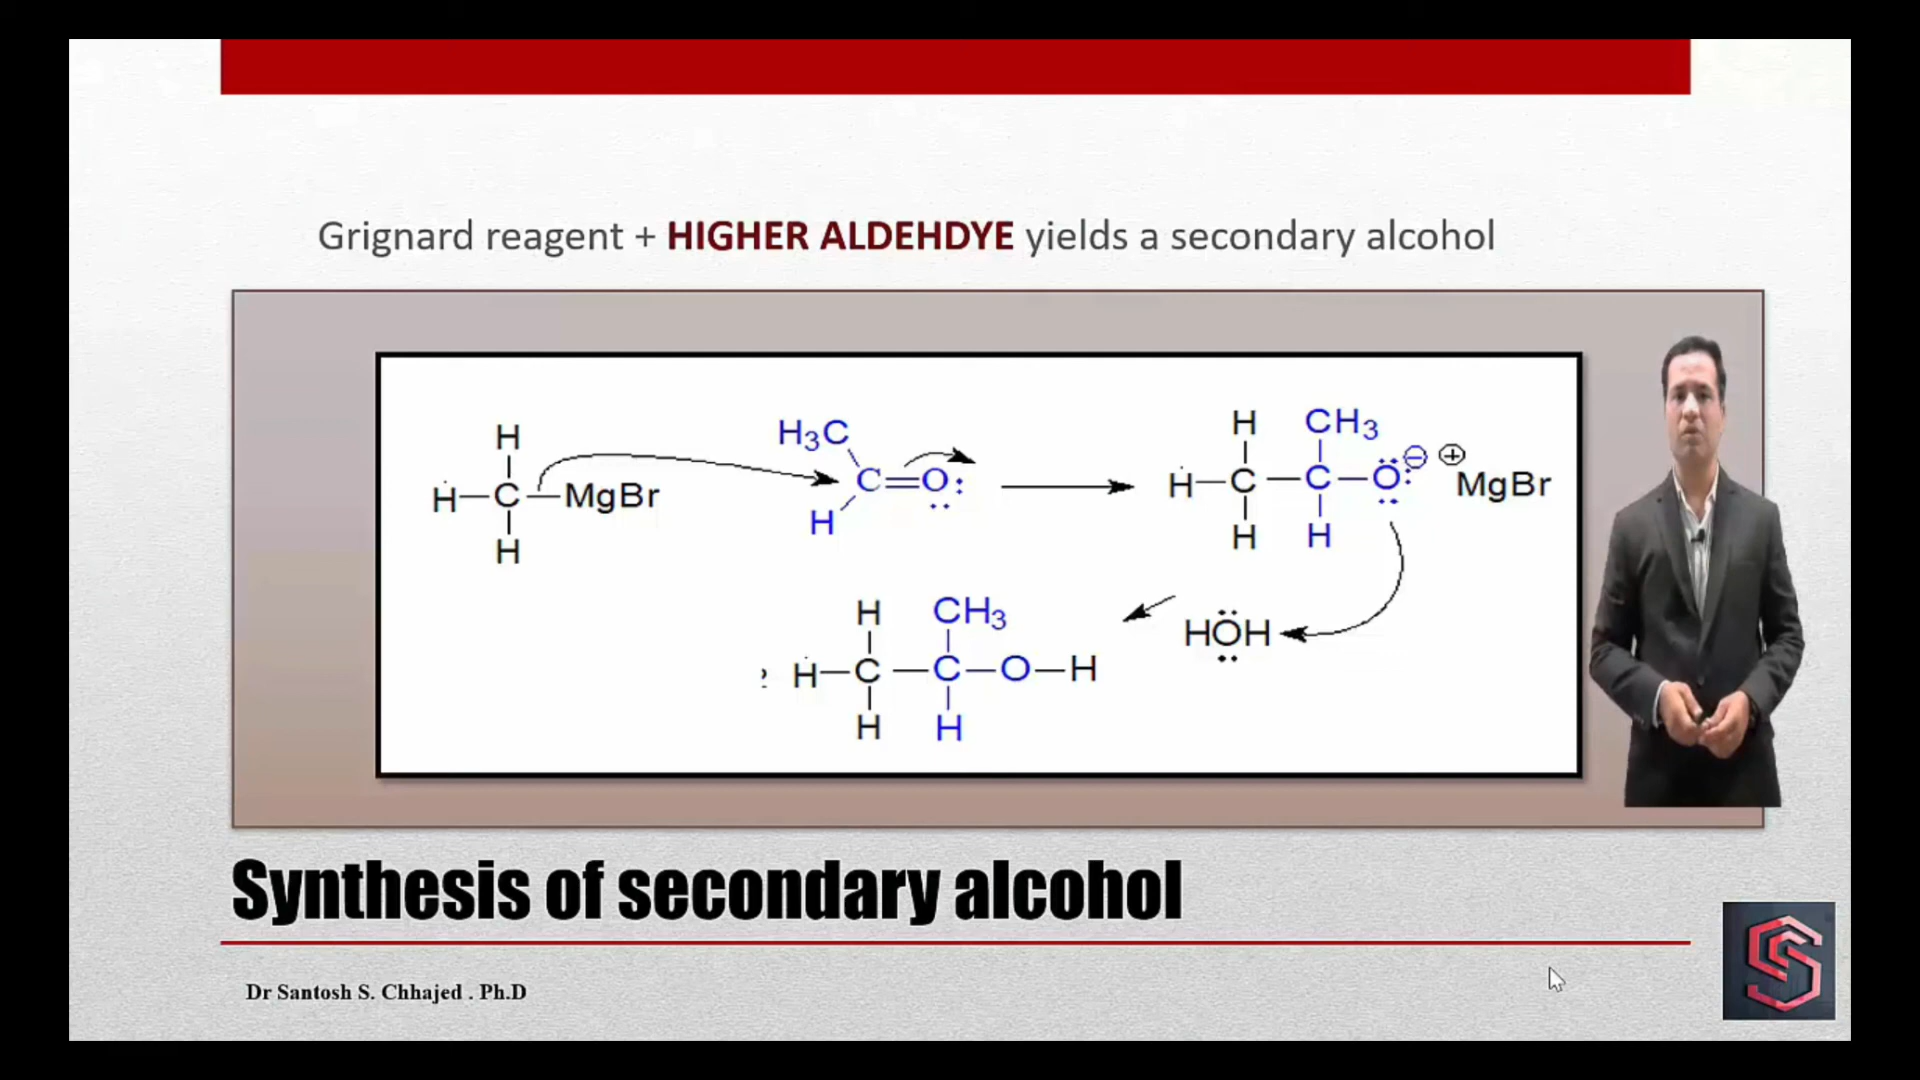 Grignard reagent + HIGHER ALDEHDYE yields a secondary alcohol
H H₃C H CH₃
H—C—MgBr C=O: H—C—C—O:⊖ ⊕MgBr
H H H H
H CH₃ HOH
H—C—C—O—H
H H
Synthesis of secondary alcohol
Dr Santosh S. Chhajed . Ph.D